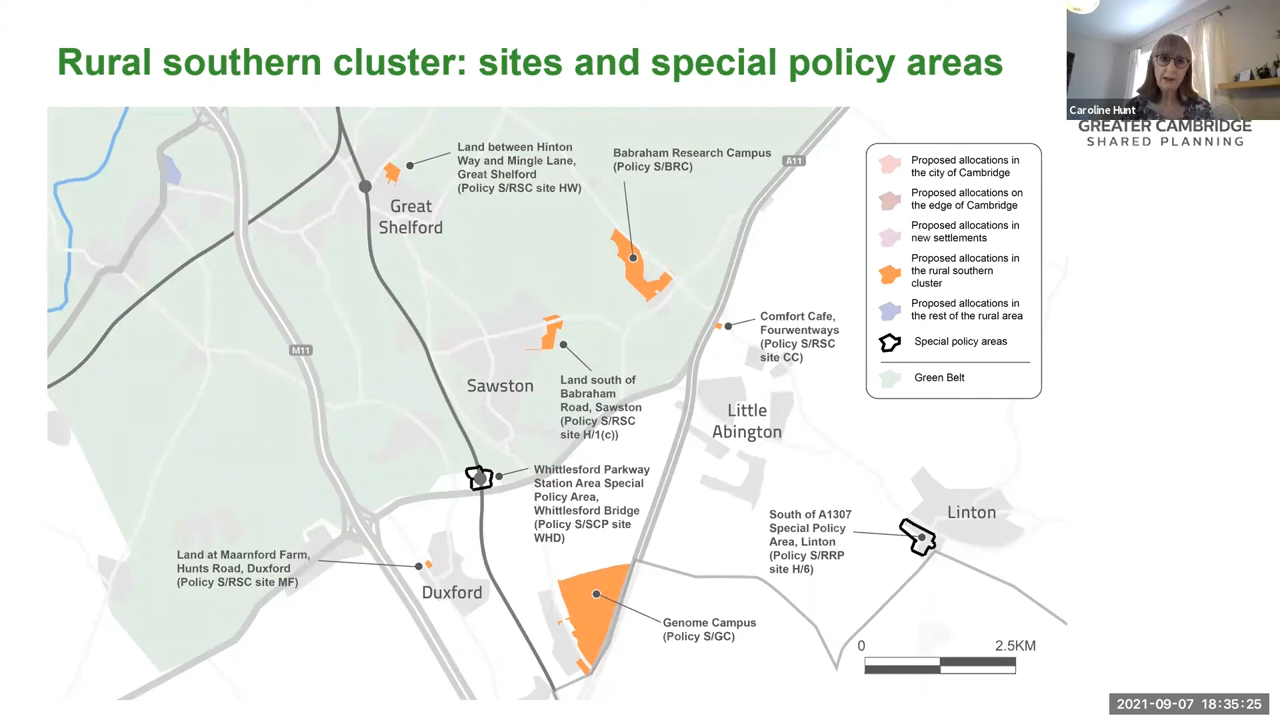 Rural southern cluster: sites and special policy areas
Caroline Hunt
GREATER CAMBRIDGE
SHARED PLANNING
Land between Hinton
Way and Mingle Lane,
Great Shelford
(Policy S/RSC site HW)
Babraham Research Campus
(Policy S/BRC)
A11
Great
Shelford
Proposed allocations in
the city of Cambridge
Proposed allocations on
the edge of Cambridge
Proposed allocations in
new settlements
Proposed allocations in
the rural southern
cluster
Proposed allocations in
the rest of the rural area
Special policy areas
Green Belt
Comfort Cafe,
Fourwentways
(Policy S/RSC
site CC)
M11
Sawston
Land south of
Babraham
Road, Sawston
(Policy S/RSC
site H/1(c))
Little
Abington
Whittlesford Parkway
Station Area Special
Policy Area,
Whittlesford Bridge
(Policy S/SCP site
WHD)
South of A1307
Special Policy
Area, Linton
(Policy S/RRP
site H/6)
Linton
Land at Maarnford Farm,
Hunts Road, Duxford
(Policy S/RSC site MF)
Duxford
Genome Campus
(Policy S/GC)
0
2.5KM
2021-09-07 18:35:25